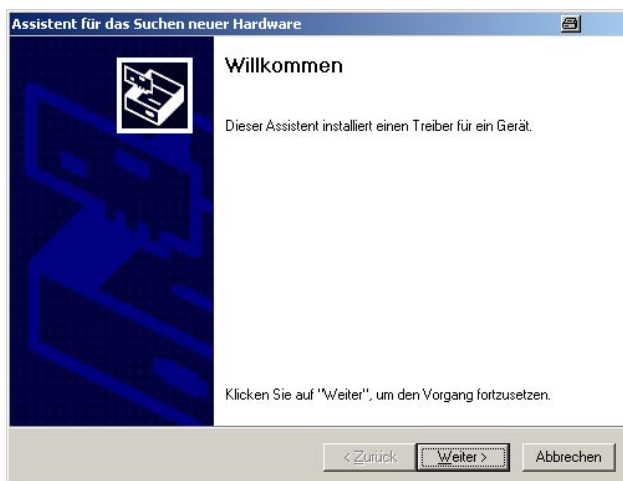 Assistent für das Suchen neuer Hardware
Willkommen
Dieser Assistent installiert einen Treiber für ein Gerät.
Klicken Sie auf "Weiter", um den Vorgang fortzusetzen.
< Zurück
Weiter >
Abbrechen